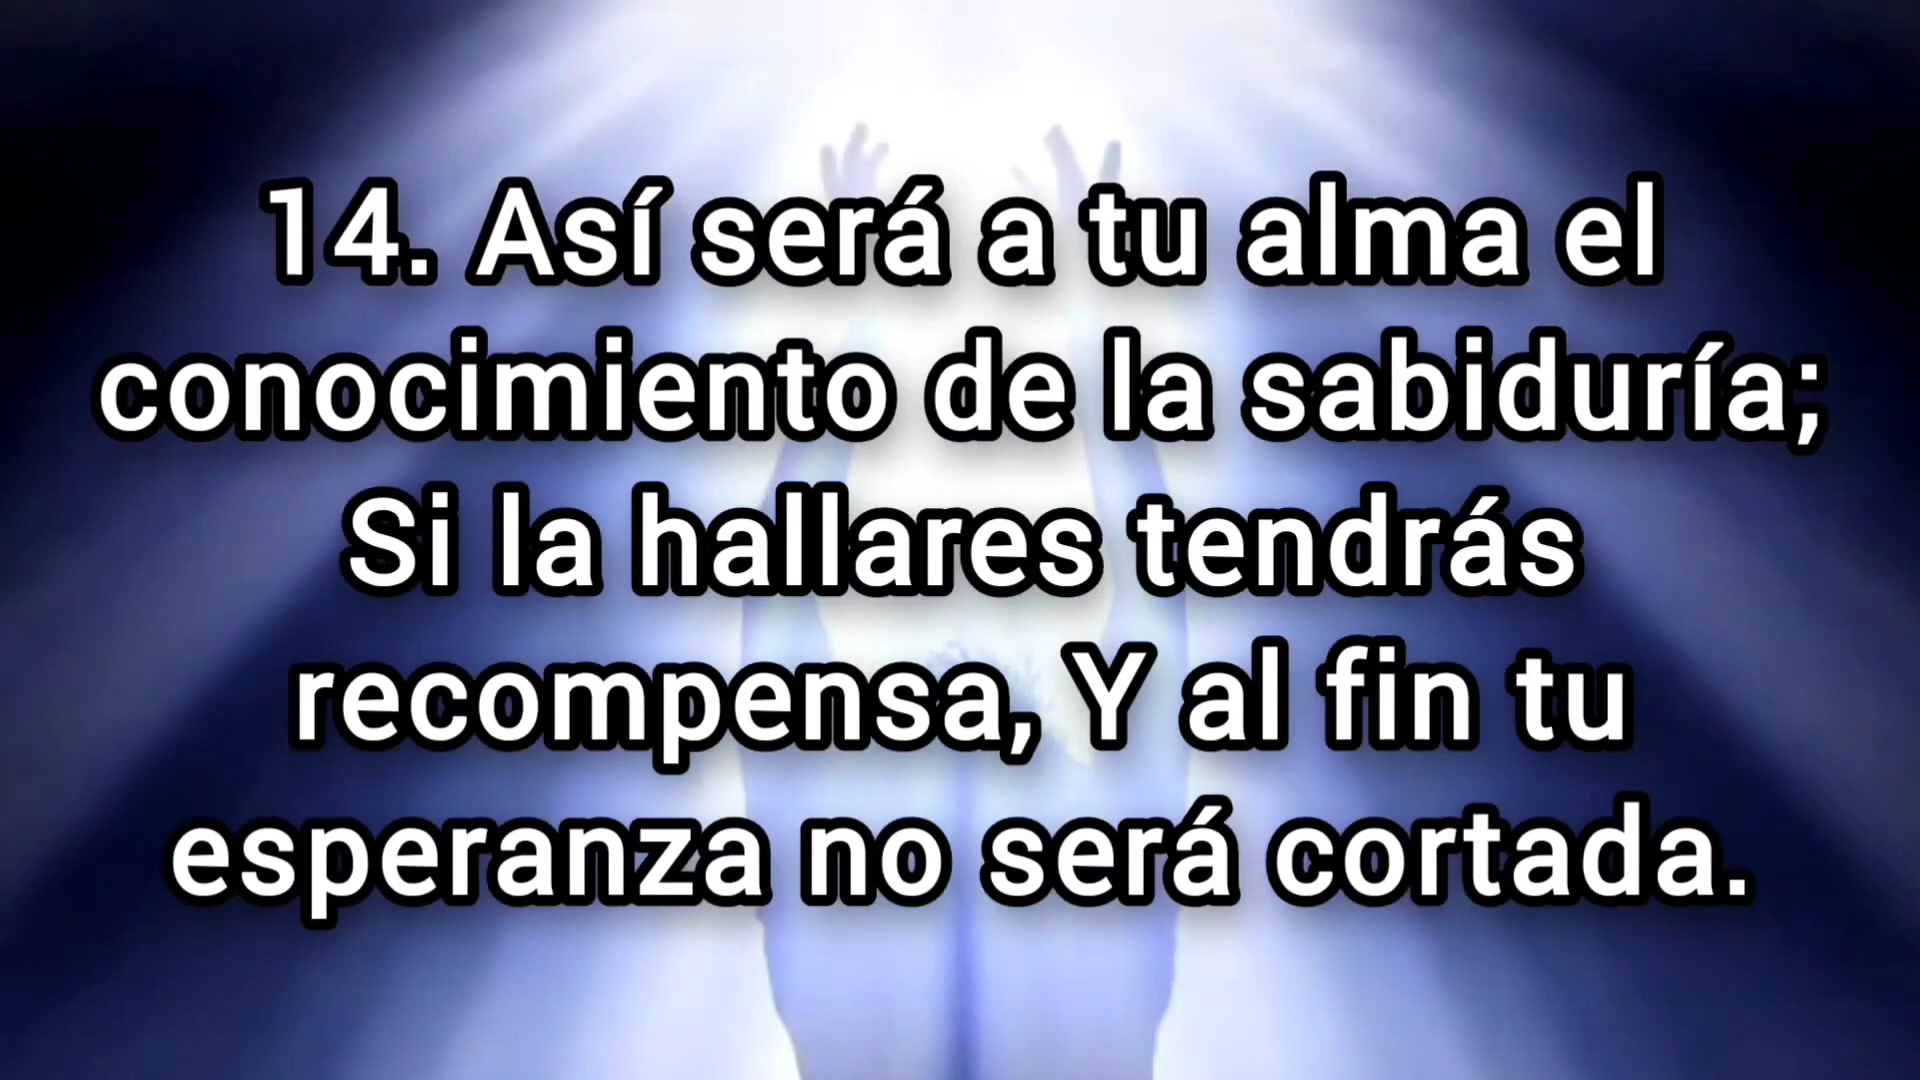 14. Así será a tu alma el
conocimiento de la sabiduría;
Si la hallares tendrás
recompensa, Y al fin tu
esperanza no será cortada.